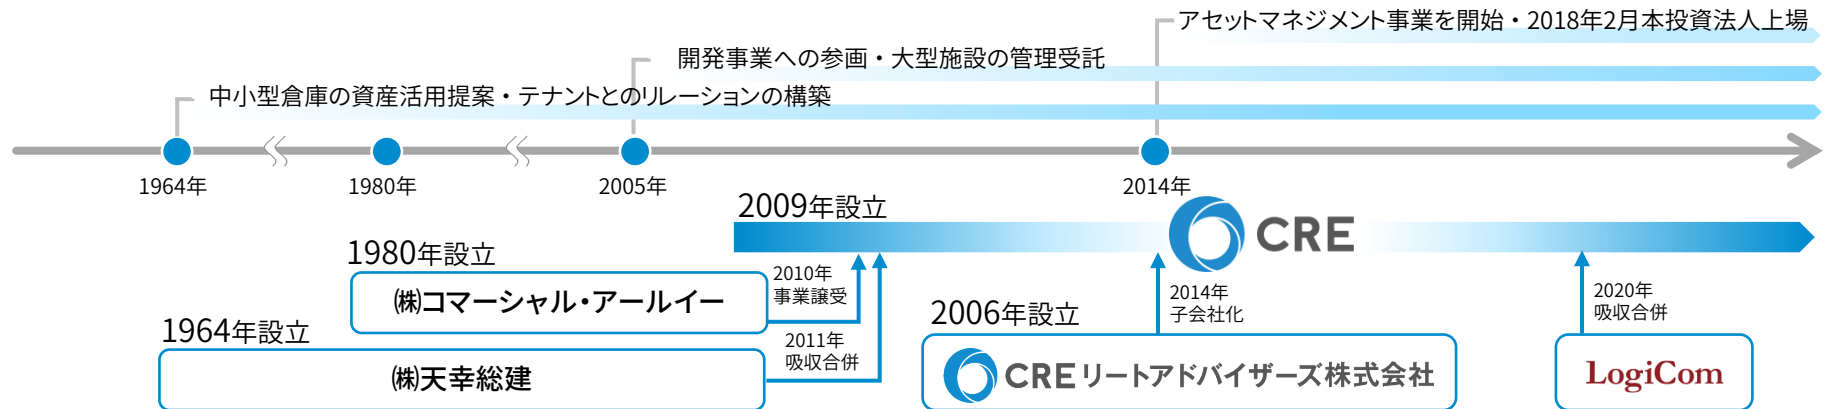 アセットマネジメント事業を開始・2018年2月本投資法人上場
開発事業への参画・大型施設の管理受託
中小型倉庫の資産活用提案・テナントとのリレーションの構築
1964年
1980年
2005年
2014年
2009年設立
CRE
1980年設立
㈱コマーシャル・アールイー
2010年
事業譲受
1964年設立
㈱天幸総建
2011年
吸収合併
2006年設立
2014年
子会社化
CREリートアドバイザーズ株式会社
2020年
吸収合併
LogiCom